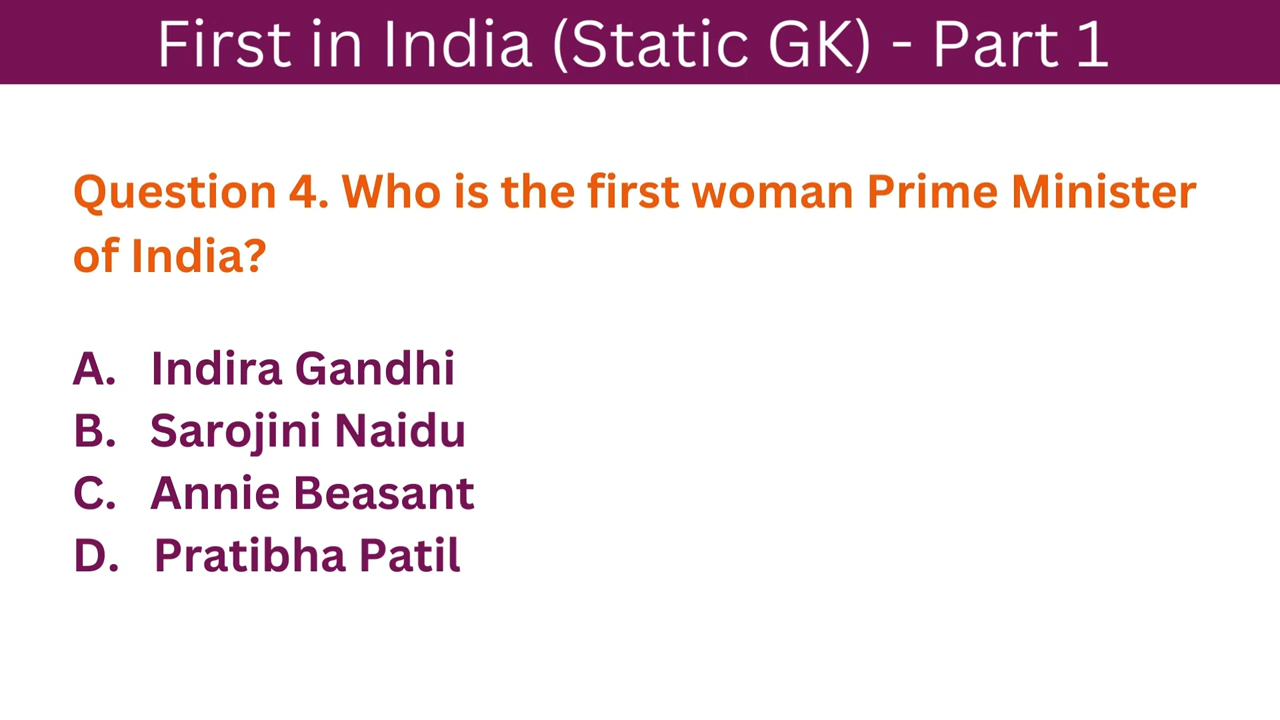 First in India (Static GK) - Part 1
Question 4. Who is the first woman Prime Minister
of India?
A. Indira Gandhi
B. Sarojini Naidu
C. Annie Beasant
D. Pratibha Patil